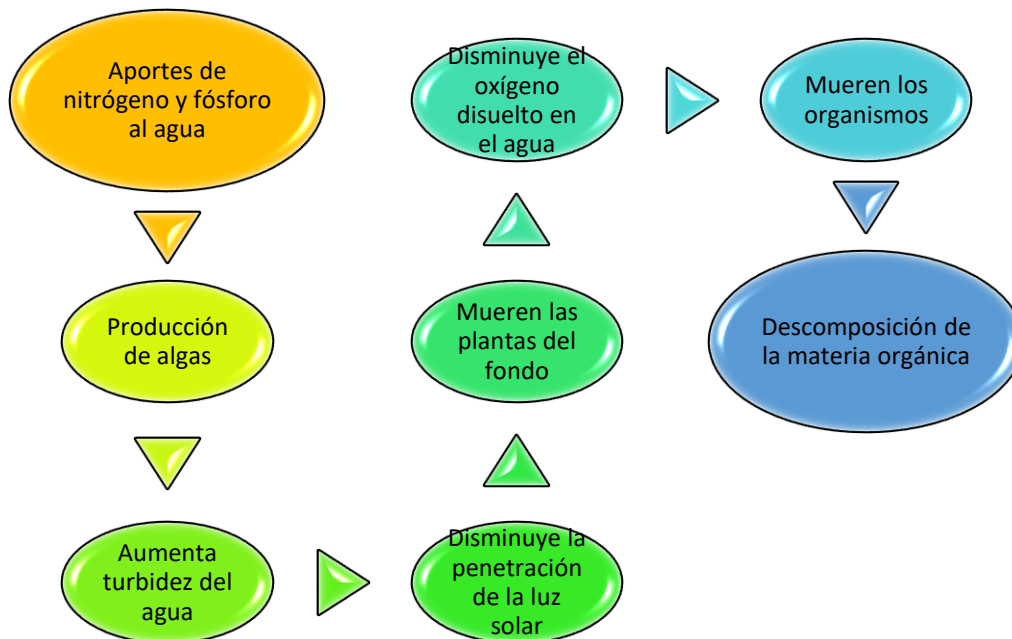 Aportes de
nitrógeno y fósforo
al agua
Producción
de algas
Aumenta
turbidez del
agua
Disminuye la
penetración
de la luz
solar
Mueren las
plantas del
fondo
Disminuye el
oxígeno
disuelto en
el agua
Mueren los
organismos
Descomposición de
la materia orgánica